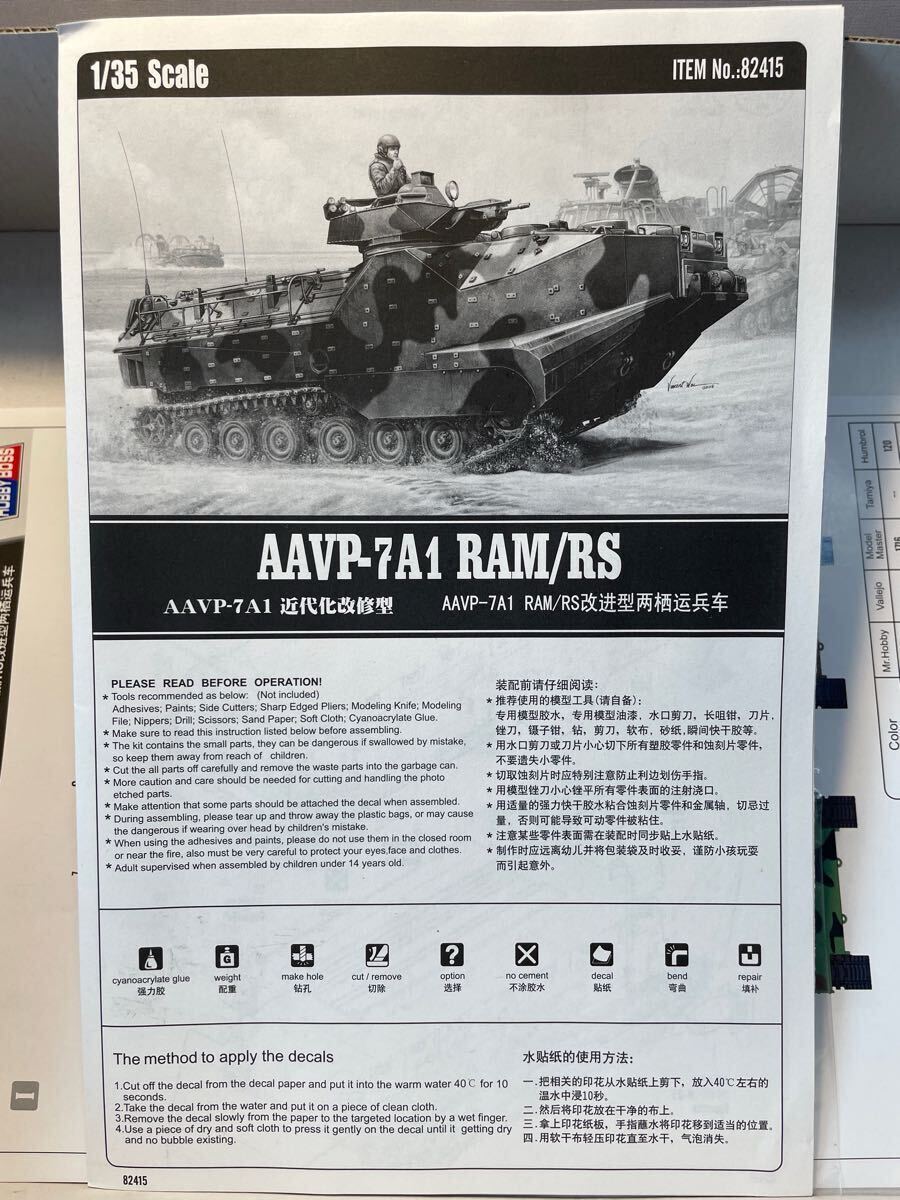 1/35 Scale
ITEM No.:82415
AAVP-7A1 RAM/RS
AAVP-7A1 近代化改修型
AAVP-7A1 RAM/RS改进型两栖运兵车
PLEASE READ BEFORE OPERATION!
* Tools recommended as below: (Not included)
Adhesives; Paints; Side Cutters; Sharp Edged Pliers; Modeling Knife; Modeling
File; Nippers; Drill; Scissors; Sand Paper; Soft Cloth; Cyanoacrylate Glue.
* Make sure to read this instruction listed below before assembling.
* The kit contains the small parts, they can be dangerous if swallowed by mistake,
so keep them away from reach of children.
* Cut the all parts off carefully and remove the waste parts into the garbage can.
* More caution and care should be needed for cutting and handling the photo
etched parts.
* Make attention that some parts should be attached the decal when assembled.
* During assembling, please tear up and throw away the plastic bags, or may cause
the dangerous if wearing over head by children's mistake.
* When using the adhesives and paints, please do not use them in the closed room
or near the fire, also must be very careful to protect your eyes,face and clothes.
* Adult supervised when assembled by children under 14 years old.
装配前请仔细阅读:
* 推荐使用的模型工具(请自备):
专用模型胶水, 专用模型油漆, 水口剪刀, 长咀钳, 刀片,
锉刀, 镊子钳, 钻, 剪刀, 软布, 砂纸,瞬间快干胶等。
* 用水口剪刀或刀片小心切下所有塑胶零件和蚀刻片零件,
不要遗失小零件。
* 切取蚀刻片时应特别注意防止利边划伤手指。
* 用模型锉刀小心锉平所有零件表面的注射浇口。
* 用适量的强力快干胶水粘合蚀刻片零件和金属轴, 切忌过
量, 否则可能导致可动零件被粘住。
* 注意某些零件表面需在装配时同步贴上水贴纸。
* 制作时应远离幼儿并将包装袋及时收妥, 谨防小孩玩耍
而引起意外。
cyanoacrylate glue
强力胶
weight
配重
make hole
钻孔
cut / remove
切除
option
选择
no cement
不涂胶水
decal
贴纸
bend
弯曲
repair
填补
The method to apply the decals
1.Cut off the decal from the decal paper and put it into the warm water 40℃ for 10
seconds.
2.Take the decal from the water and put it on a piece of clean cloth.
3.Remove the decal slowly from the paper to the targeted location by a wet finger.
4.Use a piece of dry and soft cloth to press it gently on the decal until it getting dry
and no bubble existing.
水贴纸的使用方法:
一.把相关的印花从水贴纸上剪下, 放入40℃左右的
温水中浸10秒。
二.然后将印花放在干净的布上。
三.拿上印花纸板, 手指蘸水将印花移到适当的位置。
四.用软干布轻压印花直至水干, 气泡消失。
82415
HOBBY BOSS
改进型两栖运兵车
Color
Mr.Hobby
Vallejo
Model
Master
Tamiya
Humbrol
1716
--
120